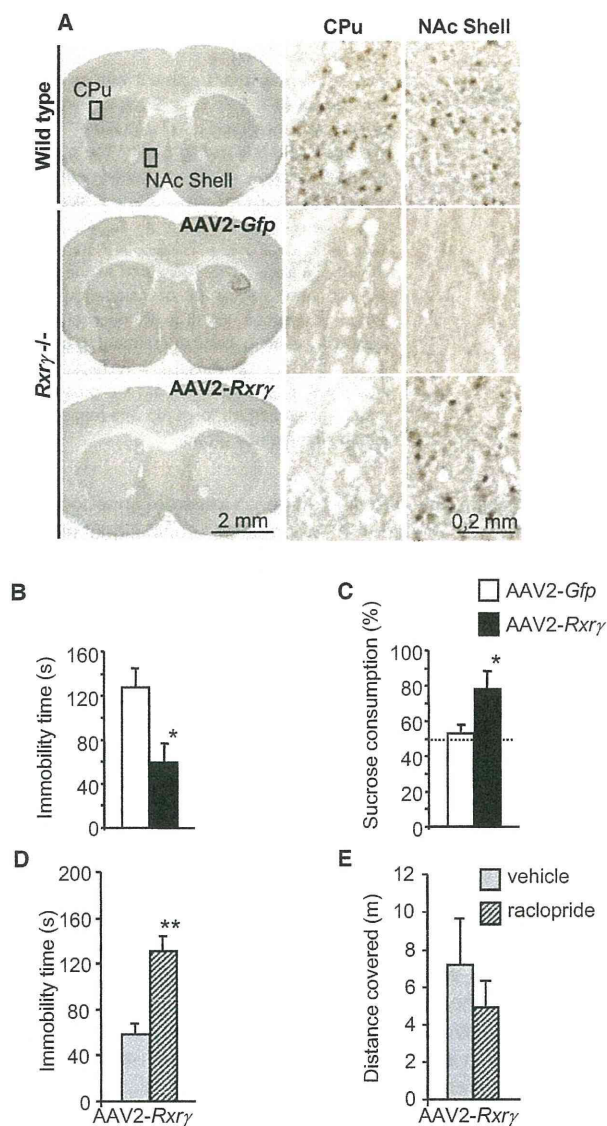 A
CPu
NAc Shell
Wild type
CPu
NAc Shell
Rxrγ-/-
AAV2-Gfp
AAV2-Rxrγ
2 mm
0,2 mm
B
Immobility time (s)
160
120
80
40
0
*
C
AAV2-Gfp
AAV2-Rxrγ
Sucrose consumption (%)
100
80
60
40
20
0
*
D
Immobility time (s)
200
160
120
80
40
0
**
AAV2-Rxrγ
E
vehicle
raclopride
Distance covered (m)
12
10
8
6
4
2
0
AAV2-Rxrγ